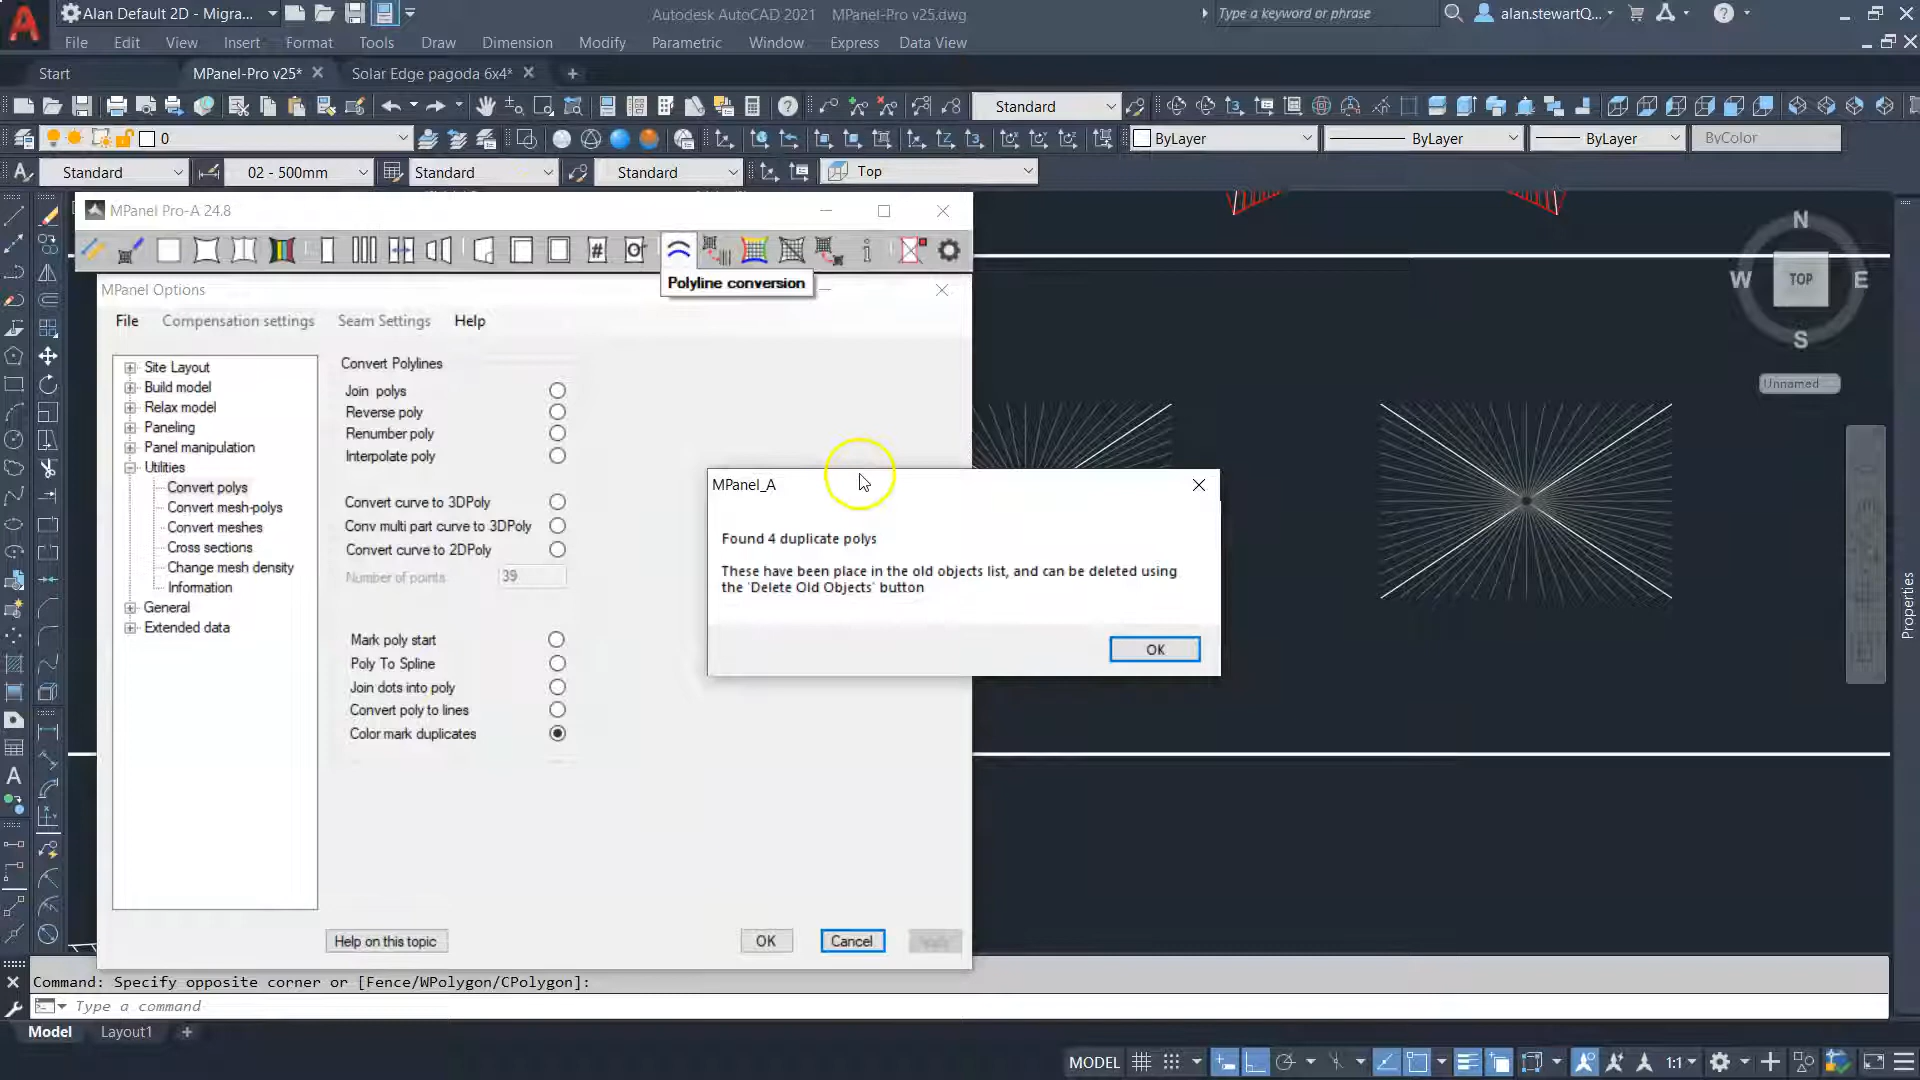 Alan Default 2D - Migra...
Autodesk AutoCAD 2021 MPanel-Pro v25.dwg
Type a keyword or phrase
alan.stewartQ...
File Edit View Insert Format Tools Draw Dimension Modify Parametric Window Express Data View
Start MPanel-Pro v25* Solar Edge pagoda 6x4*
Standard
0 ByLayer ByLayer ByLayer ByColor
Standard 02 - 500mm Standard Standard Top
MPanel Pro-A 24.8
Polyline conversion
MPanel Options
File Compensation settings Seam Settings Help
Site Layout
Build model
Relax model
Paneling
Panel manipulation
Utilities
Convert polys
Convert mesh-polys
Convert meshes
Cross sections
Change mesh density
Information
General
Extended data
Convert Polylines
Join polys
Reverse poly
Renumber poly
Interpolate poly
Convert curve to 3DPoly
Conv multi part curve to 3DPoly
Convert curve to 2DPoly
Number of points 39
Mark poly start
Poly To Spline
Join dots into poly
Convert poly to lines
Color mark duplicates
Help on this topic OK Cancel
MPanel_A
Found 4 duplicate polys
These have been place in the old objects list, and can be deleted using
the 'Delete Old Objects' button
OK
N
W TOP E
S
Unnamed
Properties
Command: Specify opposite corner or [Fence/WPolygon/CPolygon]:
Type a command
Model Layout1
MODEL 1:1